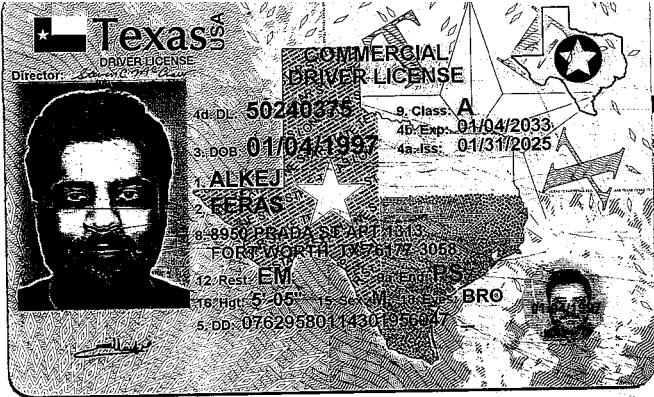 Texas USA
DRIVER LICENSE
Director:
COMMERCIAL
DRIVER LICENSE
4d. DL: 50240375
9. Class: A
4b. Exp: 01/04/2033
3. DOB 01/04/1997
4a. Iss: 01/31/2025
1. ALKEJ
2. FERAS
8. 8950 PRADA ST APT 1313
FORT WORTH, TX 76177-3058
12. Rest: EM 9a. End: PS
16. Hgt: 5'-05" 15. Sex: M 18. Eyes: BRO
5. DD: